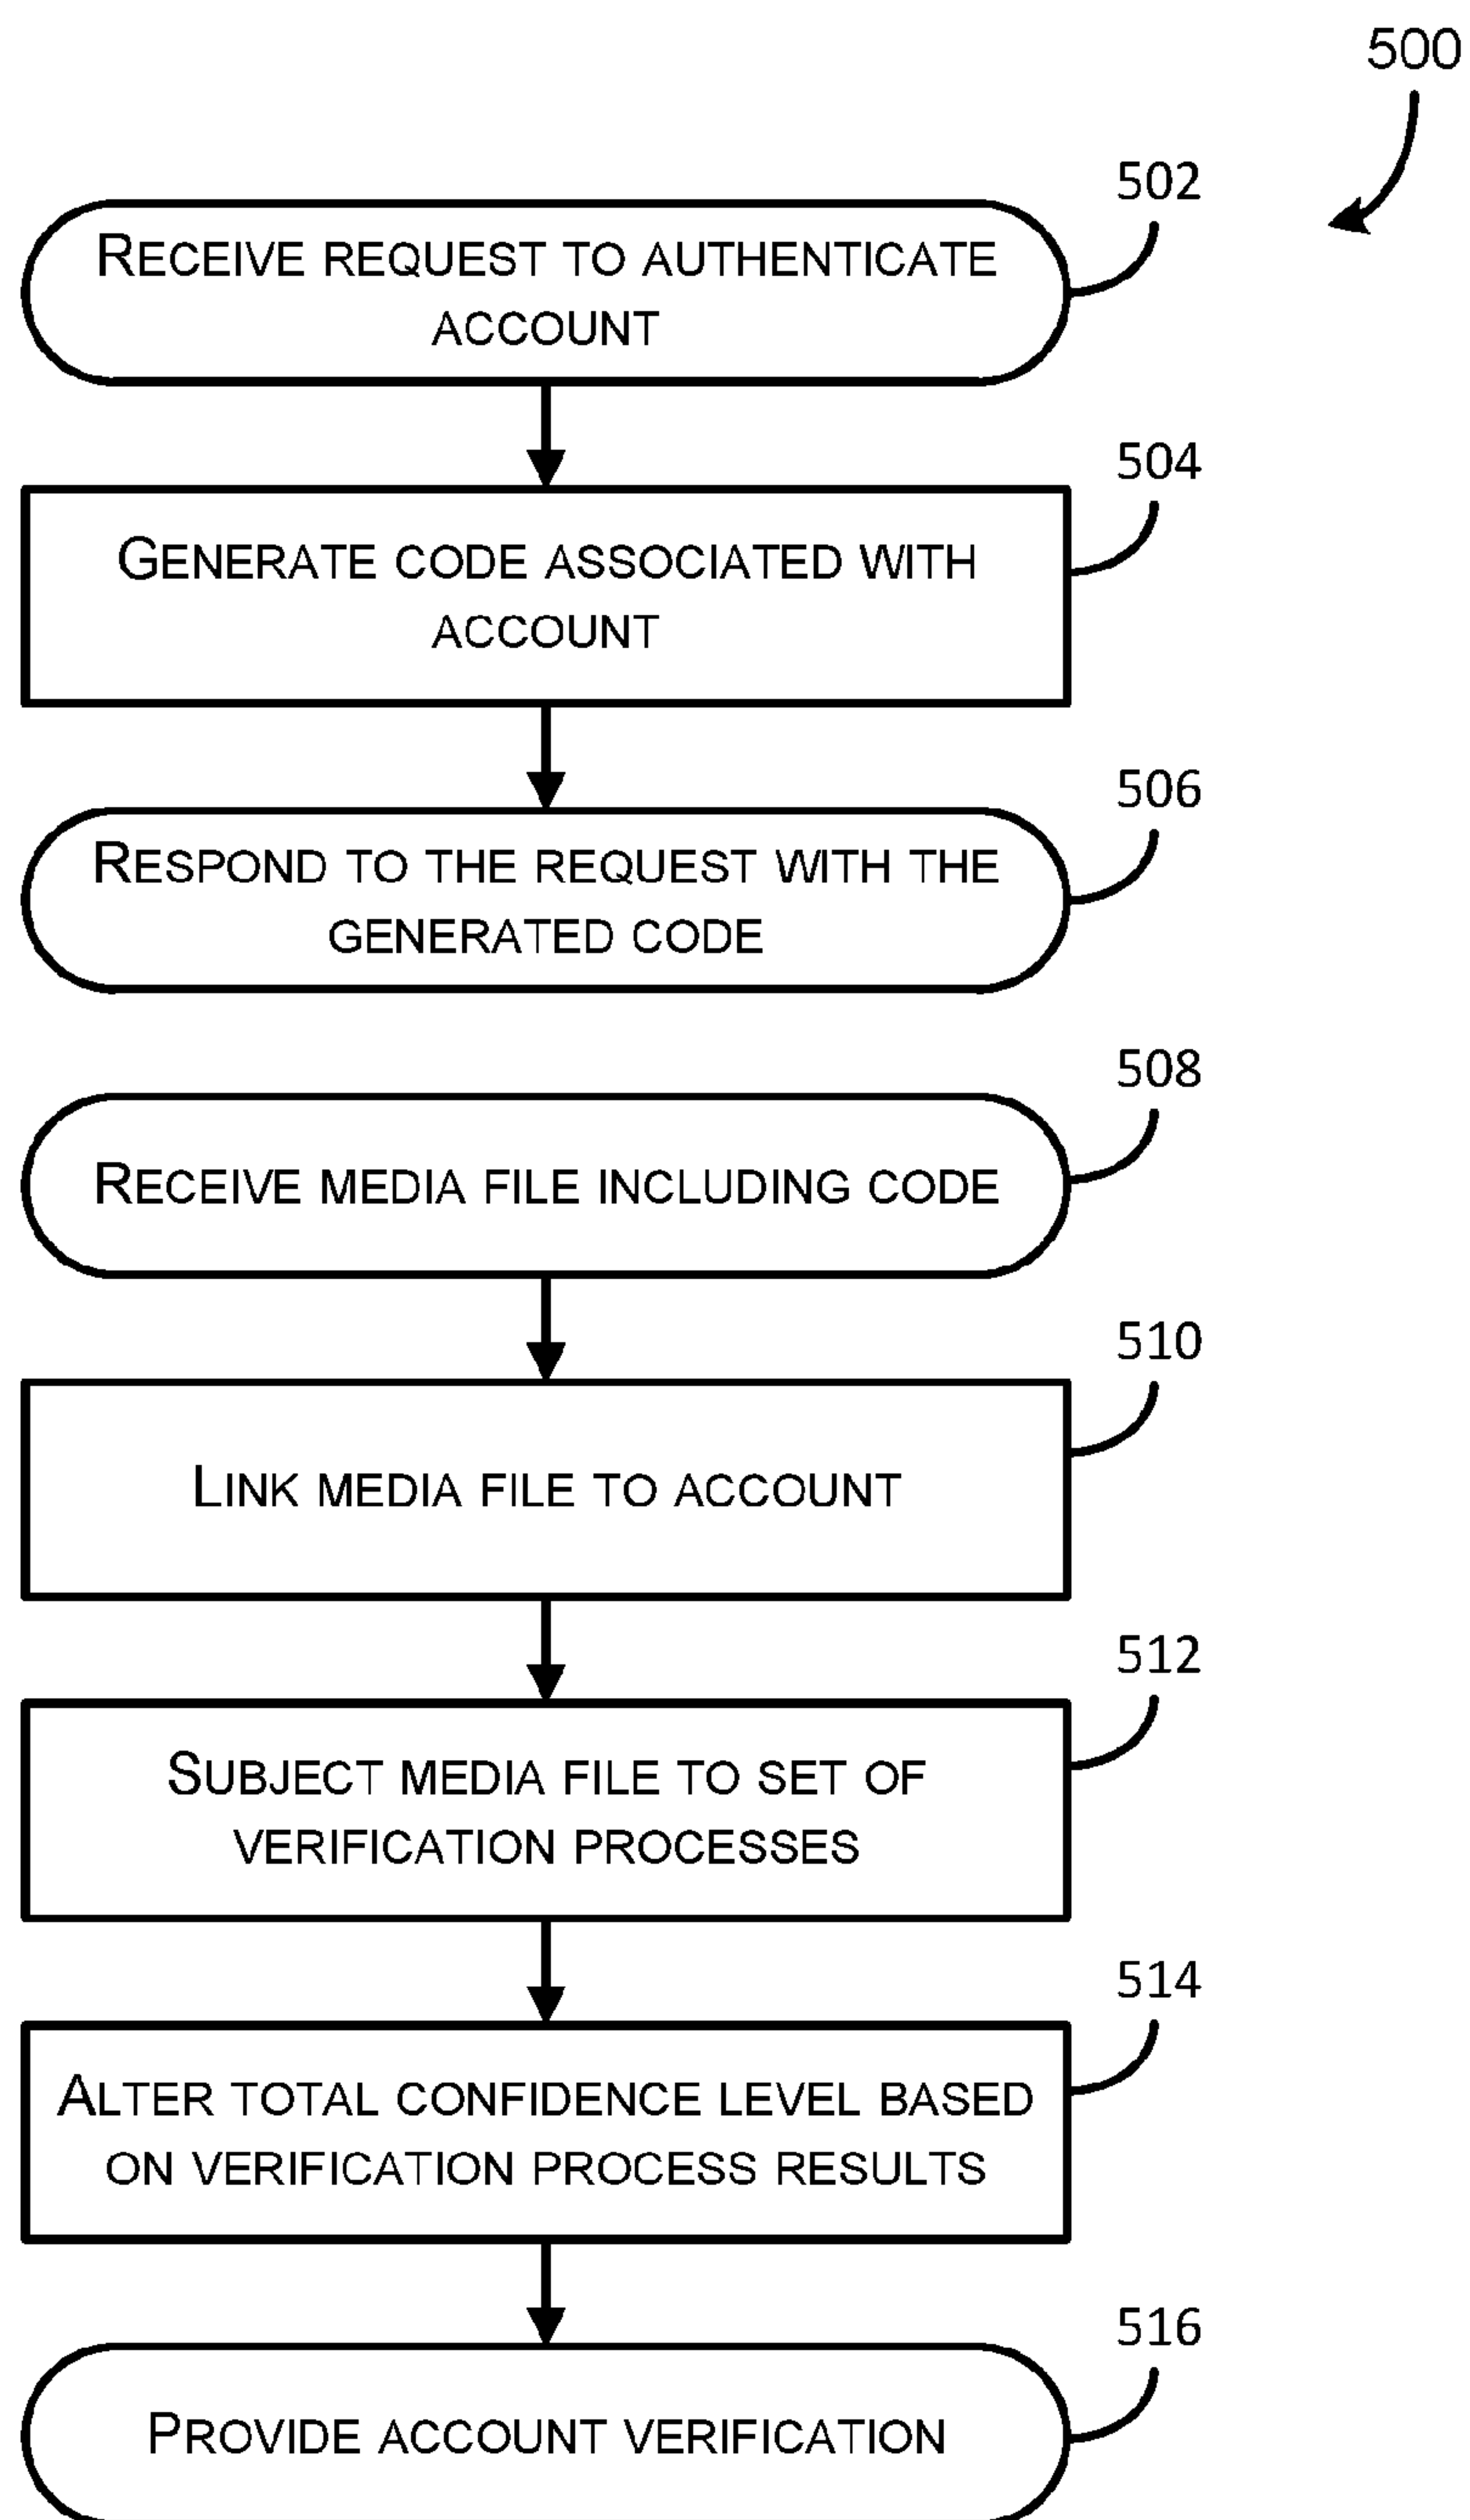 500
502
RECEIVE REQUEST TO AUTHENTICATE
ACCOUNT
504
GENERATE CODE ASSOCIATED WITH
ACCOUNT
506
RESPOND TO THE REQUEST WITH THE
GENERATED CODE
508
RECEIVE MEDIA FILE INCLUDING CODE
510
LINK MEDIA FILE TO ACCOUNT
512
SUBJECT MEDIA FILE TO SET OF
VERIFICATION PROCESSES
514
ALTER TOTAL CONFIDENCE LEVEL BASED
ON VERIFICATION PROCESS RESULTS
516
PROVIDE ACCOUNT VERIFICATION